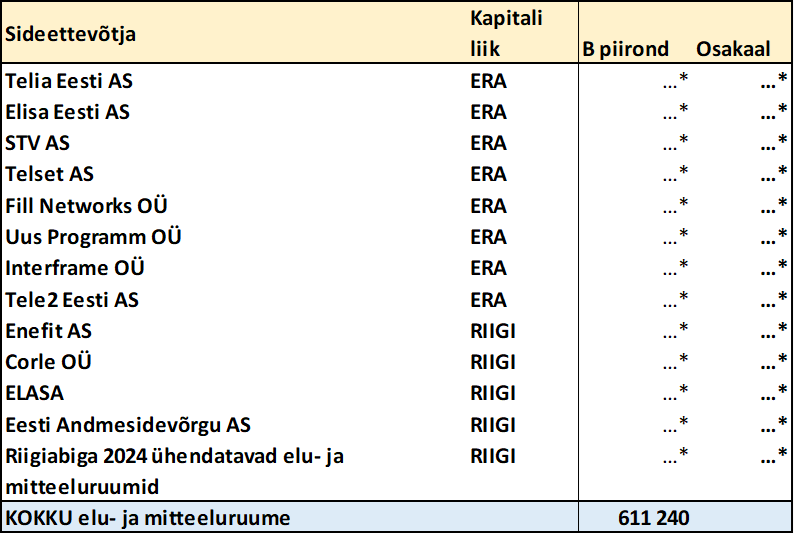 Sideettevõtja Kapitali liik B piirond Osakaal
Telia Eesti AS ERA ...* ...*
Elisa Eesti AS ERA ...* ...*
STV AS ERA ...* ...*
Telset AS ERA ...* ...*
Fill Networks OÜ ERA ...* ...*
Uus Programm OÜ ERA ...* ...*
Interframe OÜ ERA ...* ...*
Tele2 Eesti AS ERA ...* ...*
Enefit AS RIIGI ...* ...*
Corle OÜ RIIGI ...* ...*
ELASA RIIGI ...* ...*
Eesti Andmesidevõrgu AS RIIGI ...* ...*
Riigiabiga 2024 ühendatavad elu- ja RIIGI ...* ...*
mitteeluruumid
KOKKU elu- ja mitteeluruume 611 240